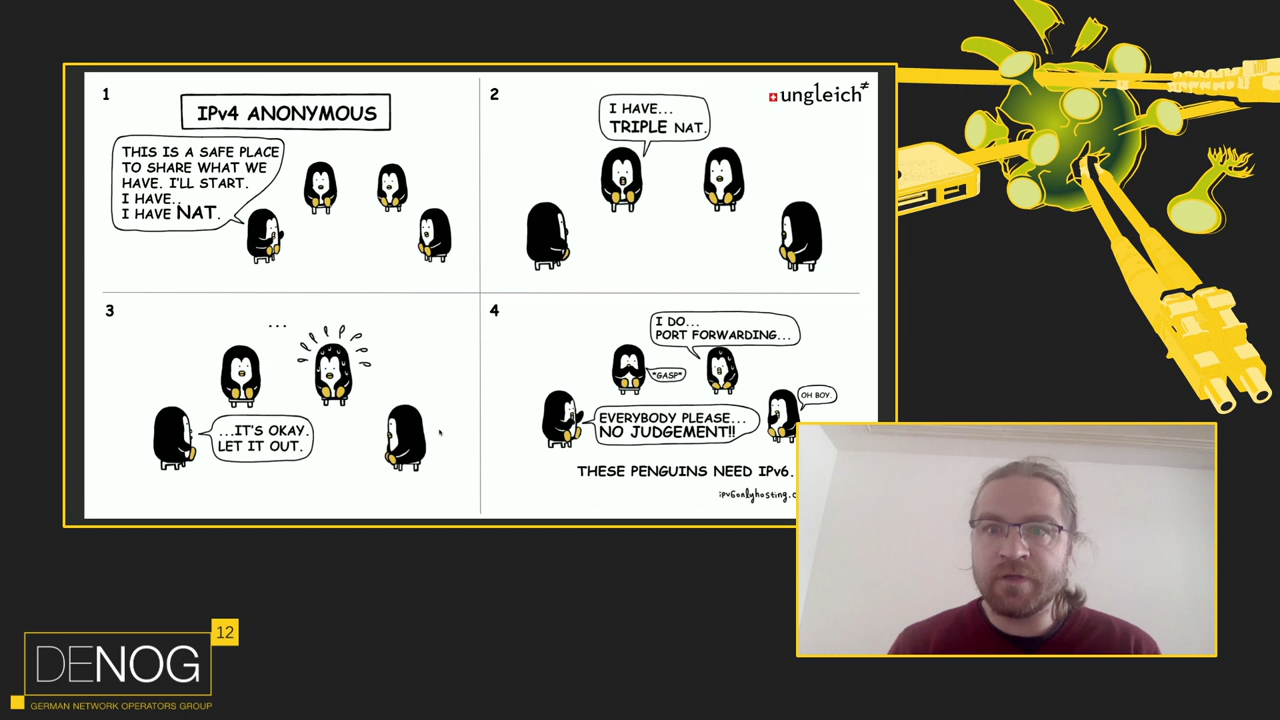 1
IPv4 ANONYMOUS
THIS IS A SAFE PLACE
TO SHARE WHAT WE
HAVE. I'LL START.
I HAVE..
I HAVE NAT.
2
ungleich≠
I HAVE...
TRIPLE NAT.
3
...
...IT'S OKAY.
LET IT OUT.
4
I DO...
PORT FORWARDING...
*GASP*
OH BOY.
EVERYBODY PLEASE...
NO JUDGEMENT!!
THESE PENGUINS NEED IPv6.
ipv6onlyhosting.c
12
DENOG
GERMAN NETWORK OPERATORS GROUP